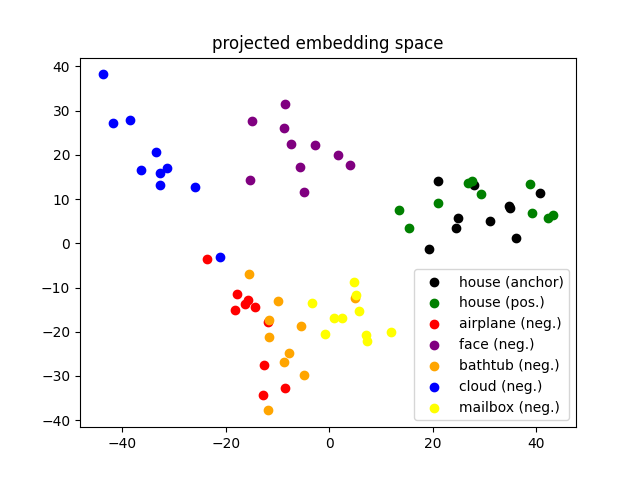 projected embedding space
40
30
20
10
0
−10
−20
−30
−40
−40
−20
0
20
40
house (anchor)
house (pos.)
airplane (neg.)
face (neg.)
bathtub (neg.)
cloud (neg.)
mailbox (neg.)